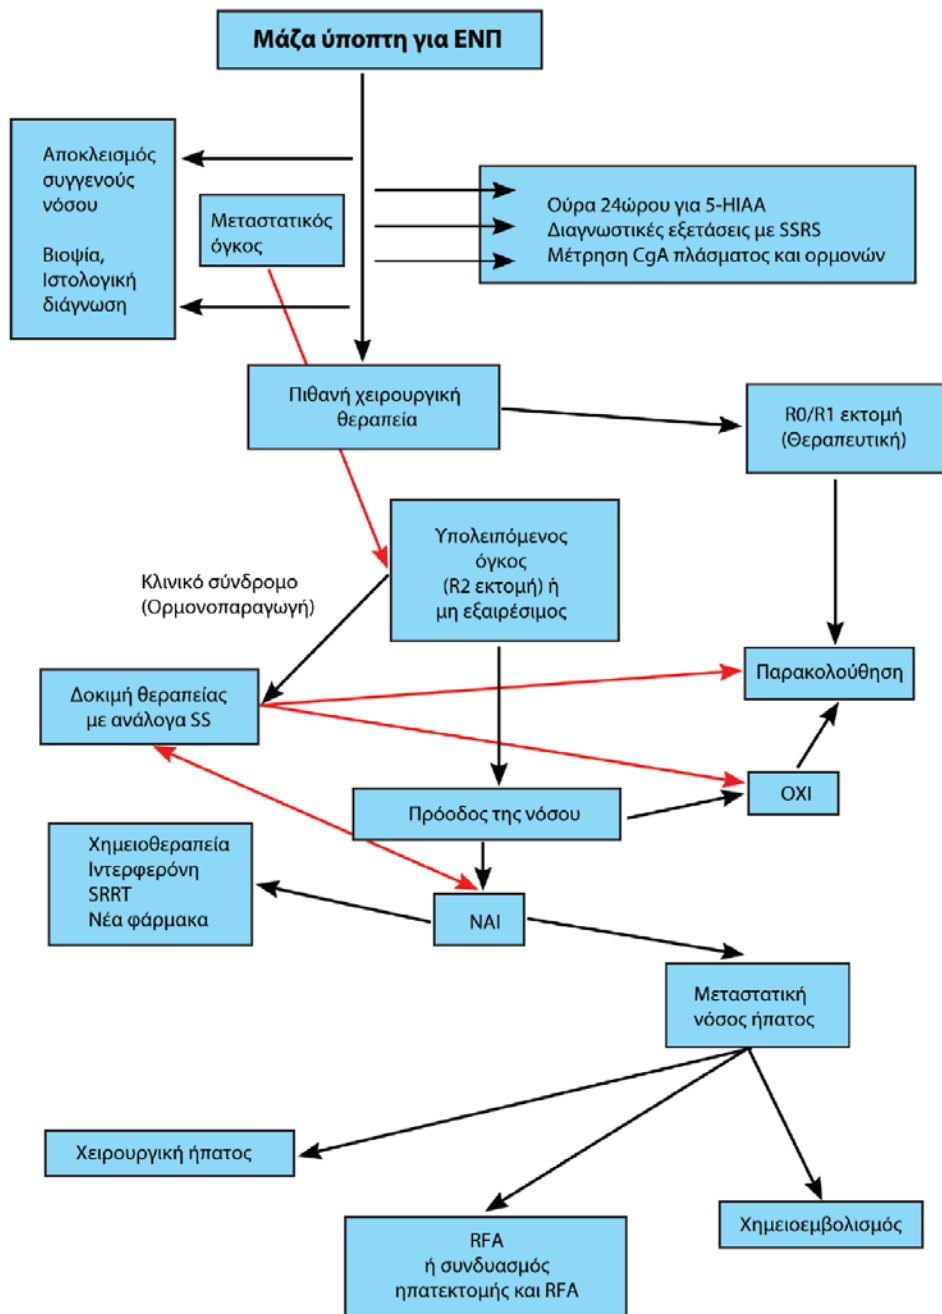 Μάζα ύποπτη για ΕΝΠ
Αποκλεισμός
συγγενούς
νόσου
Βιοψία,
Ιστολογική
διάγνωση
Μεταστατικός
όγκος
Ούρα 24ώρου για 5-HIAA
Διαγνωστικές εξετάσεις με SSRS
Μέτρηση CgA πλάσματος και ορμονών
Πιθανή χειρουργική
θεραπεία
R0/R1 εκτομή
(Θεραπευτική)
Υπολειπόμενος
όγκος
(R2 εκτομή) ή
μη εξαιρέσιμος
Κλινικό σύνδρομο
(Ορμονοπαραγωγή)
Δοκιμή θεραπείας
με ανάλογα SS
Παρακολούθηση
ΟΧΙ
Πρόοδος της νόσου
Χημειοθεραπεία
Ιντερφερόνη
SRRT
Νέα φάρμακα
ΝΑΙ
Μεταστατική
νόσος ήπατος
Χειρουργική ήπατος
RFA
ή συνδυασμός
ηπατεκτομής και RFA
Χημειοεμβολισμός